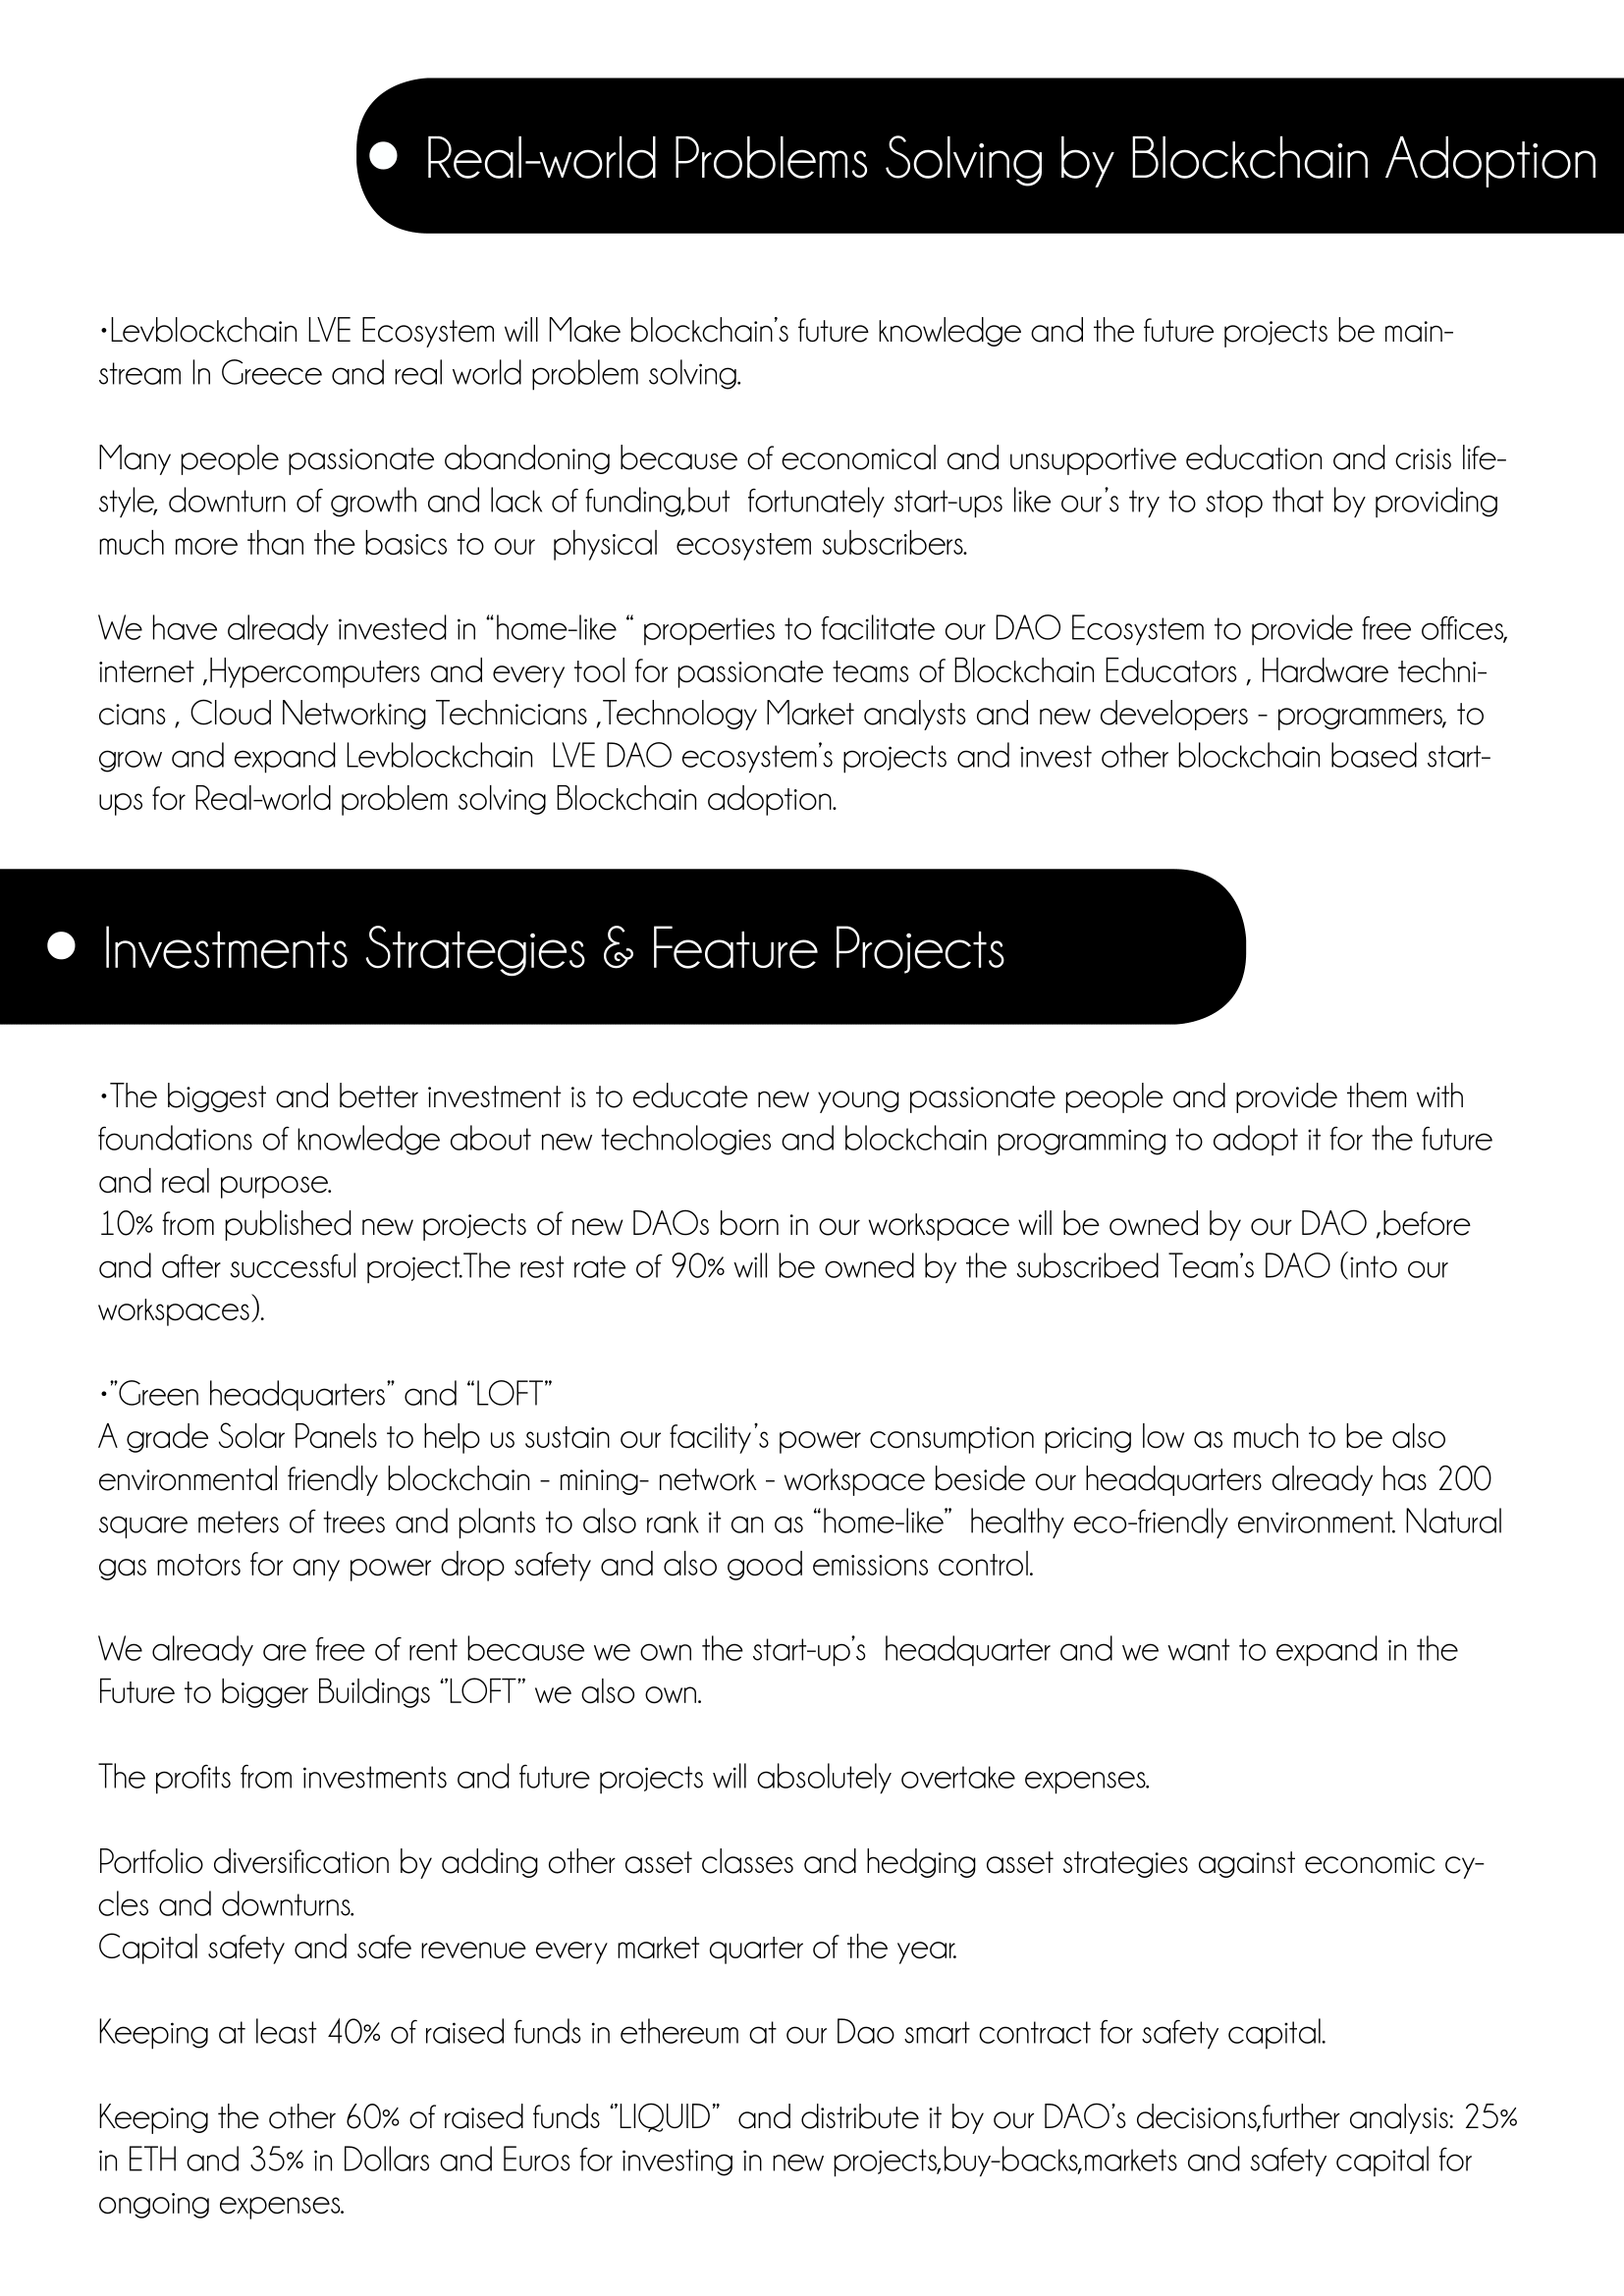 • Real-world Problems Solving by Blockchain Adoption
•Levblockchain LVE Ecosystem will Make blockchain's future knowledge and the future projects be main-
stream In Greece and real world problem solving.
Many people passionate abandoning because of economical and unsupportive education and crisis life-
style, downturn of growth and lack of funding,but  fortunately start-ups like our's try to stop that by providing
much more than the basics to our  physical  ecosystem subscribers.
We have already invested in “home-like “ properties to facilitate our DAO Ecosystem to provide free offices,
internet ,Hypercomputers and every tool for passionate teams of Blockchain Educators , Hardware techni-
cians , Cloud Networking Technicians ,Technology Market analysts and new developers - programmers, to
grow and expand Levblockchain  LVE DAO ecosystem's projects and invest other blockchain based start-
ups for Real-world problem solving Blockchain adoption.
• Investments Strategies & Feature Projects
•The biggest and better investment is to educate new young passionate people and provide them with
foundations of knowledge about new technologies and blockchain programming to adopt it for the future
and real purpose.
10% from published new projects of new DAOs born in our workspace will be owned by our DAO ,before
and after successful project.The rest rate of 90% will be owned by the subscribed Team's DAO (into our
workspaces).
•”Green headquarters” and “LOFT”
A grade Solar Panels to help us sustain our facility's power consumption pricing low as much to be also
environmental friendly blockchain - mining- network - workspace beside our headquarters already has 200
square meters of trees and plants to also rank it an as “home-like”  healthy eco-friendly environment. Natural
gas motors for any power drop safety and also good emissions control.
We already are free of rent because we own the start-up's  headquarter and we want to expand in the
Future to bigger Buildings ‘'LOFT” we also own.
The profits from investments and future projects will absolutely overtake expenses.
Portfolio diversification by adding other asset classes and hedging asset strategies against economic cy-
cles and downturns.
Capital safety and safe revenue every market quarter of the year.
Keeping at least 40% of raised funds in ethereum at our Dao smart contract for safety capital.
Keeping the other 60% of raised funds ‘'LIQUID”  and distribute it by our DAO's decisions,further analysis: 25%
in ETH and 35% in Dollars and Euros for investing in new projects,buy-backs,markets and safety capital for
ongoing expenses.